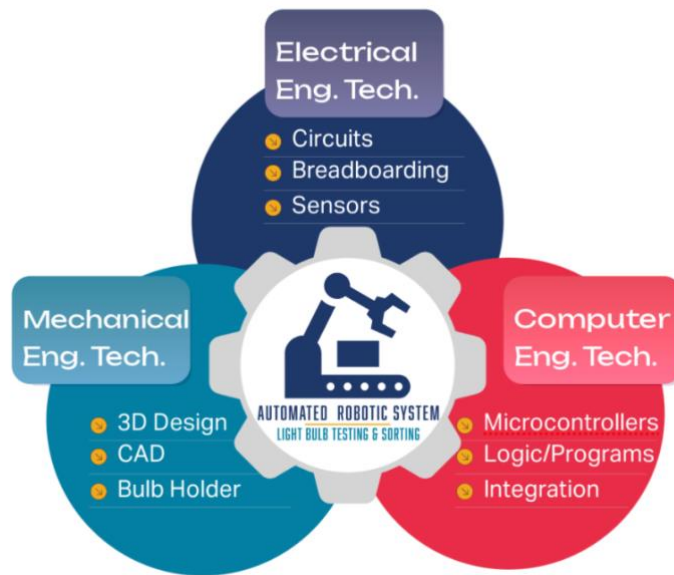 Electrical
Eng. Tech.
Circuits
Breadboarding
Sensors
Mechanical
Eng. Tech.
3D Design
CAD
Bulb Holder
AUTOMATED ROBOTIC SYSTEM
LIGHT BULB TESTING & SORTING
Computer
Eng. Tech.
Microcontrollers
Logic/Programs
Integration